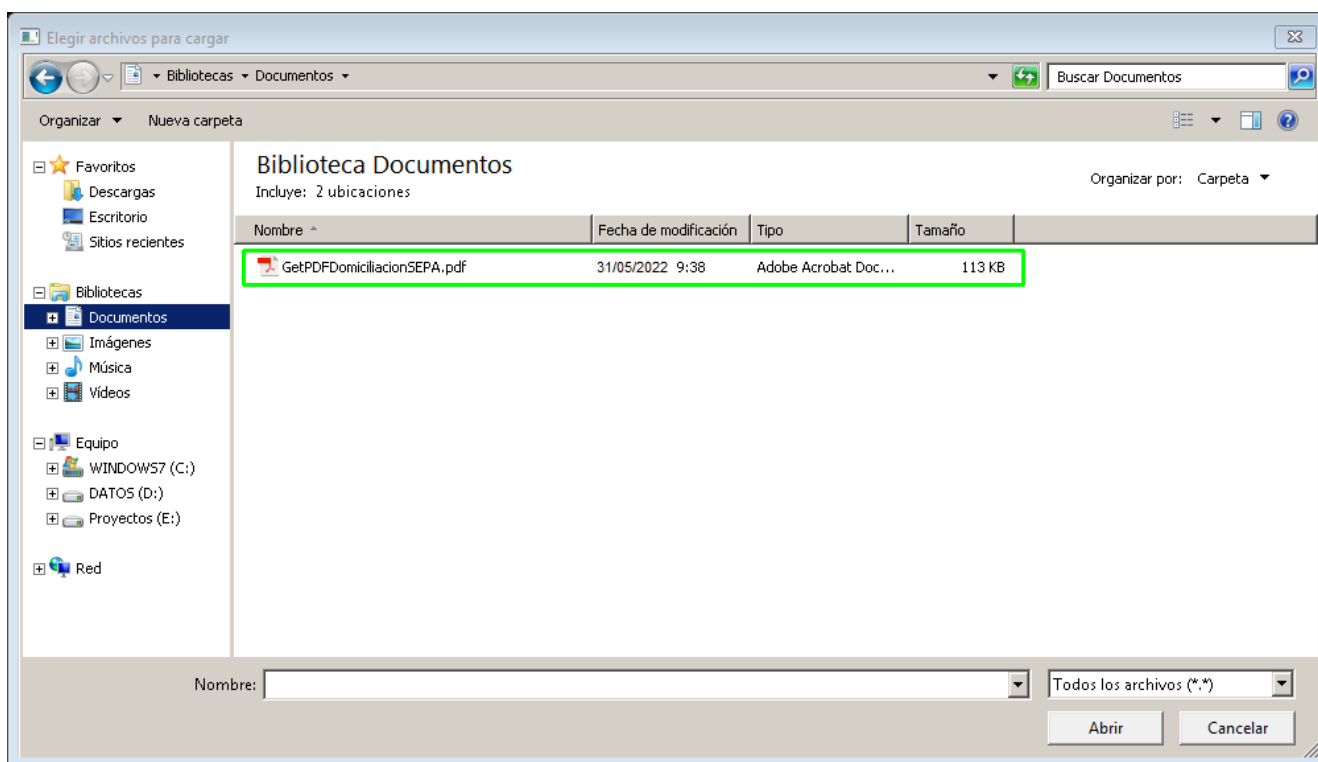 Elegir archivos para cargar
Bibliotecas Documentos
Buscar Documentos
Organizar Nueva carpeta
Favoritos
Descargas
Escritorio
Sitios recientes
Bibliotecas
Documentos
Imágenes
Música
Vídeos
Equipo
WINDOWS7 (C:)
DATOS (D:)
Proyectos (E:)
Red
Biblioteca Documentos
Incluye: 2 ubicaciones
Organizar por: Carpeta
Nombre Fecha de modificación Tipo Tamaño
GetPDFDomiciliacionSEPA.pdf 31/05/2022 9:38 Adobe Acrobat Doc... 113 KB
Nombre:
Todos los archivos (*.*)
Abrir Cancelar